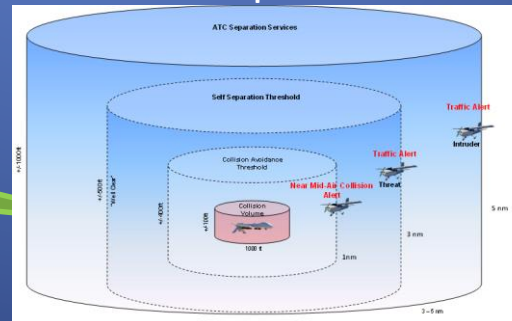 ATC Separation Services
Self Separation Threshold
Traffic Alert
Intruder
Collision Avoidance
Threshold
Traffic Alert
Threat
Near Mid-Air Collision
Alert
Collision
Volume
+/-100ft
+/-400ft
"Well Clear"
+/-500ft
+/-1000ft
1000 ft
1nm
3 nm
5 nm
3 – 5 nm